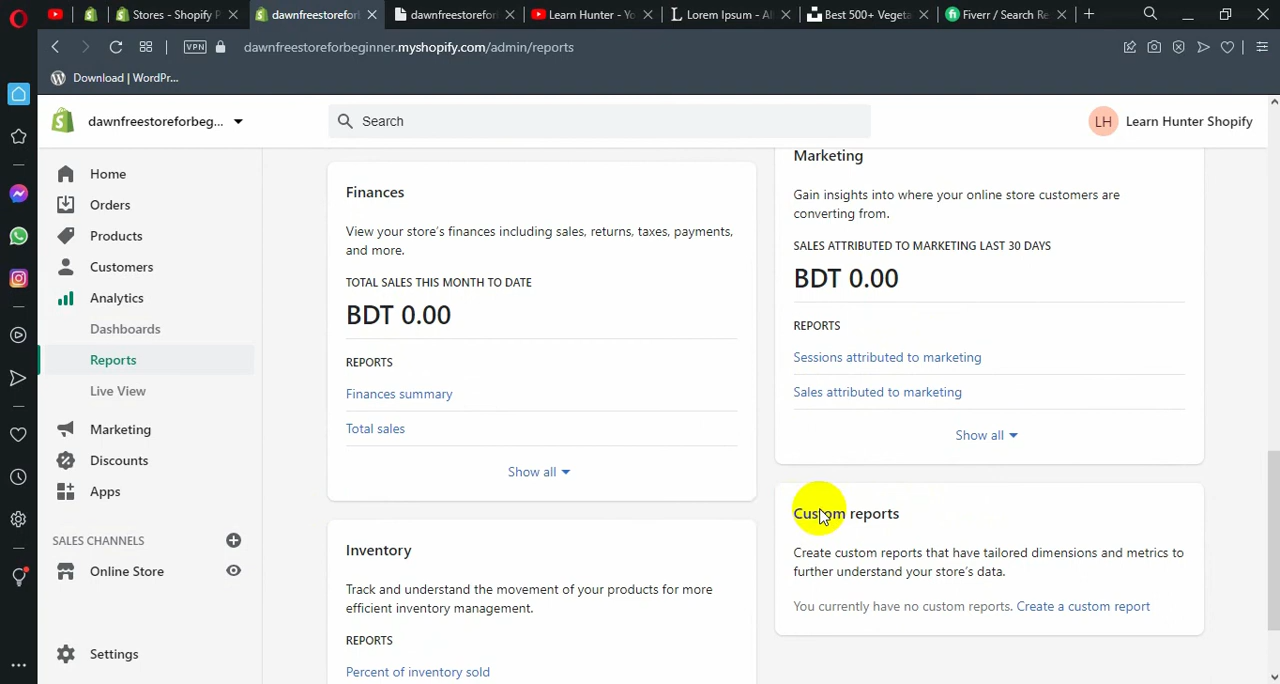 Stores - Shopify P
dawnfreestorefor
dawnfreestorefor
Learn Hunter - Yo
Lorem Ipsum - All
Best 500+ Vegeta
Fiverr / Search Re
VPN
dawnfreestoreforbeginner.myshopify.com/admin/reports
Download | WordPr...
dawnfreestoreforbeg...
Search
LH
Learn Hunter Shopify
Home
Orders
Products
Customers
Analytics
Dashboards
Reports
Live View
Marketing
Discounts
Apps
SALES CHANNELS
Online Store
Settings
Finances
View your store's finances including sales, returns, taxes, payments,
and more.
TOTAL SALES THIS MONTH TO DATE
BDT 0.00
REPORTS
Finances summary
Total sales
Show all
Inventory
Track and understand the movement of your products for more
efficient inventory management.
REPORTS
Percent of inventory sold
Marketing
Gain insights into where your online store customers are
converting from.
SALES ATTRIBUTED TO MARKETING LAST 30 DAYS
BDT 0.00
REPORTS
Sessions attributed to marketing
Sales attributed to marketing
Show all
Custom reports
Create custom reports that have tailored dimensions and metrics to
further understand your store's data.
You currently have no custom reports. Create a custom report